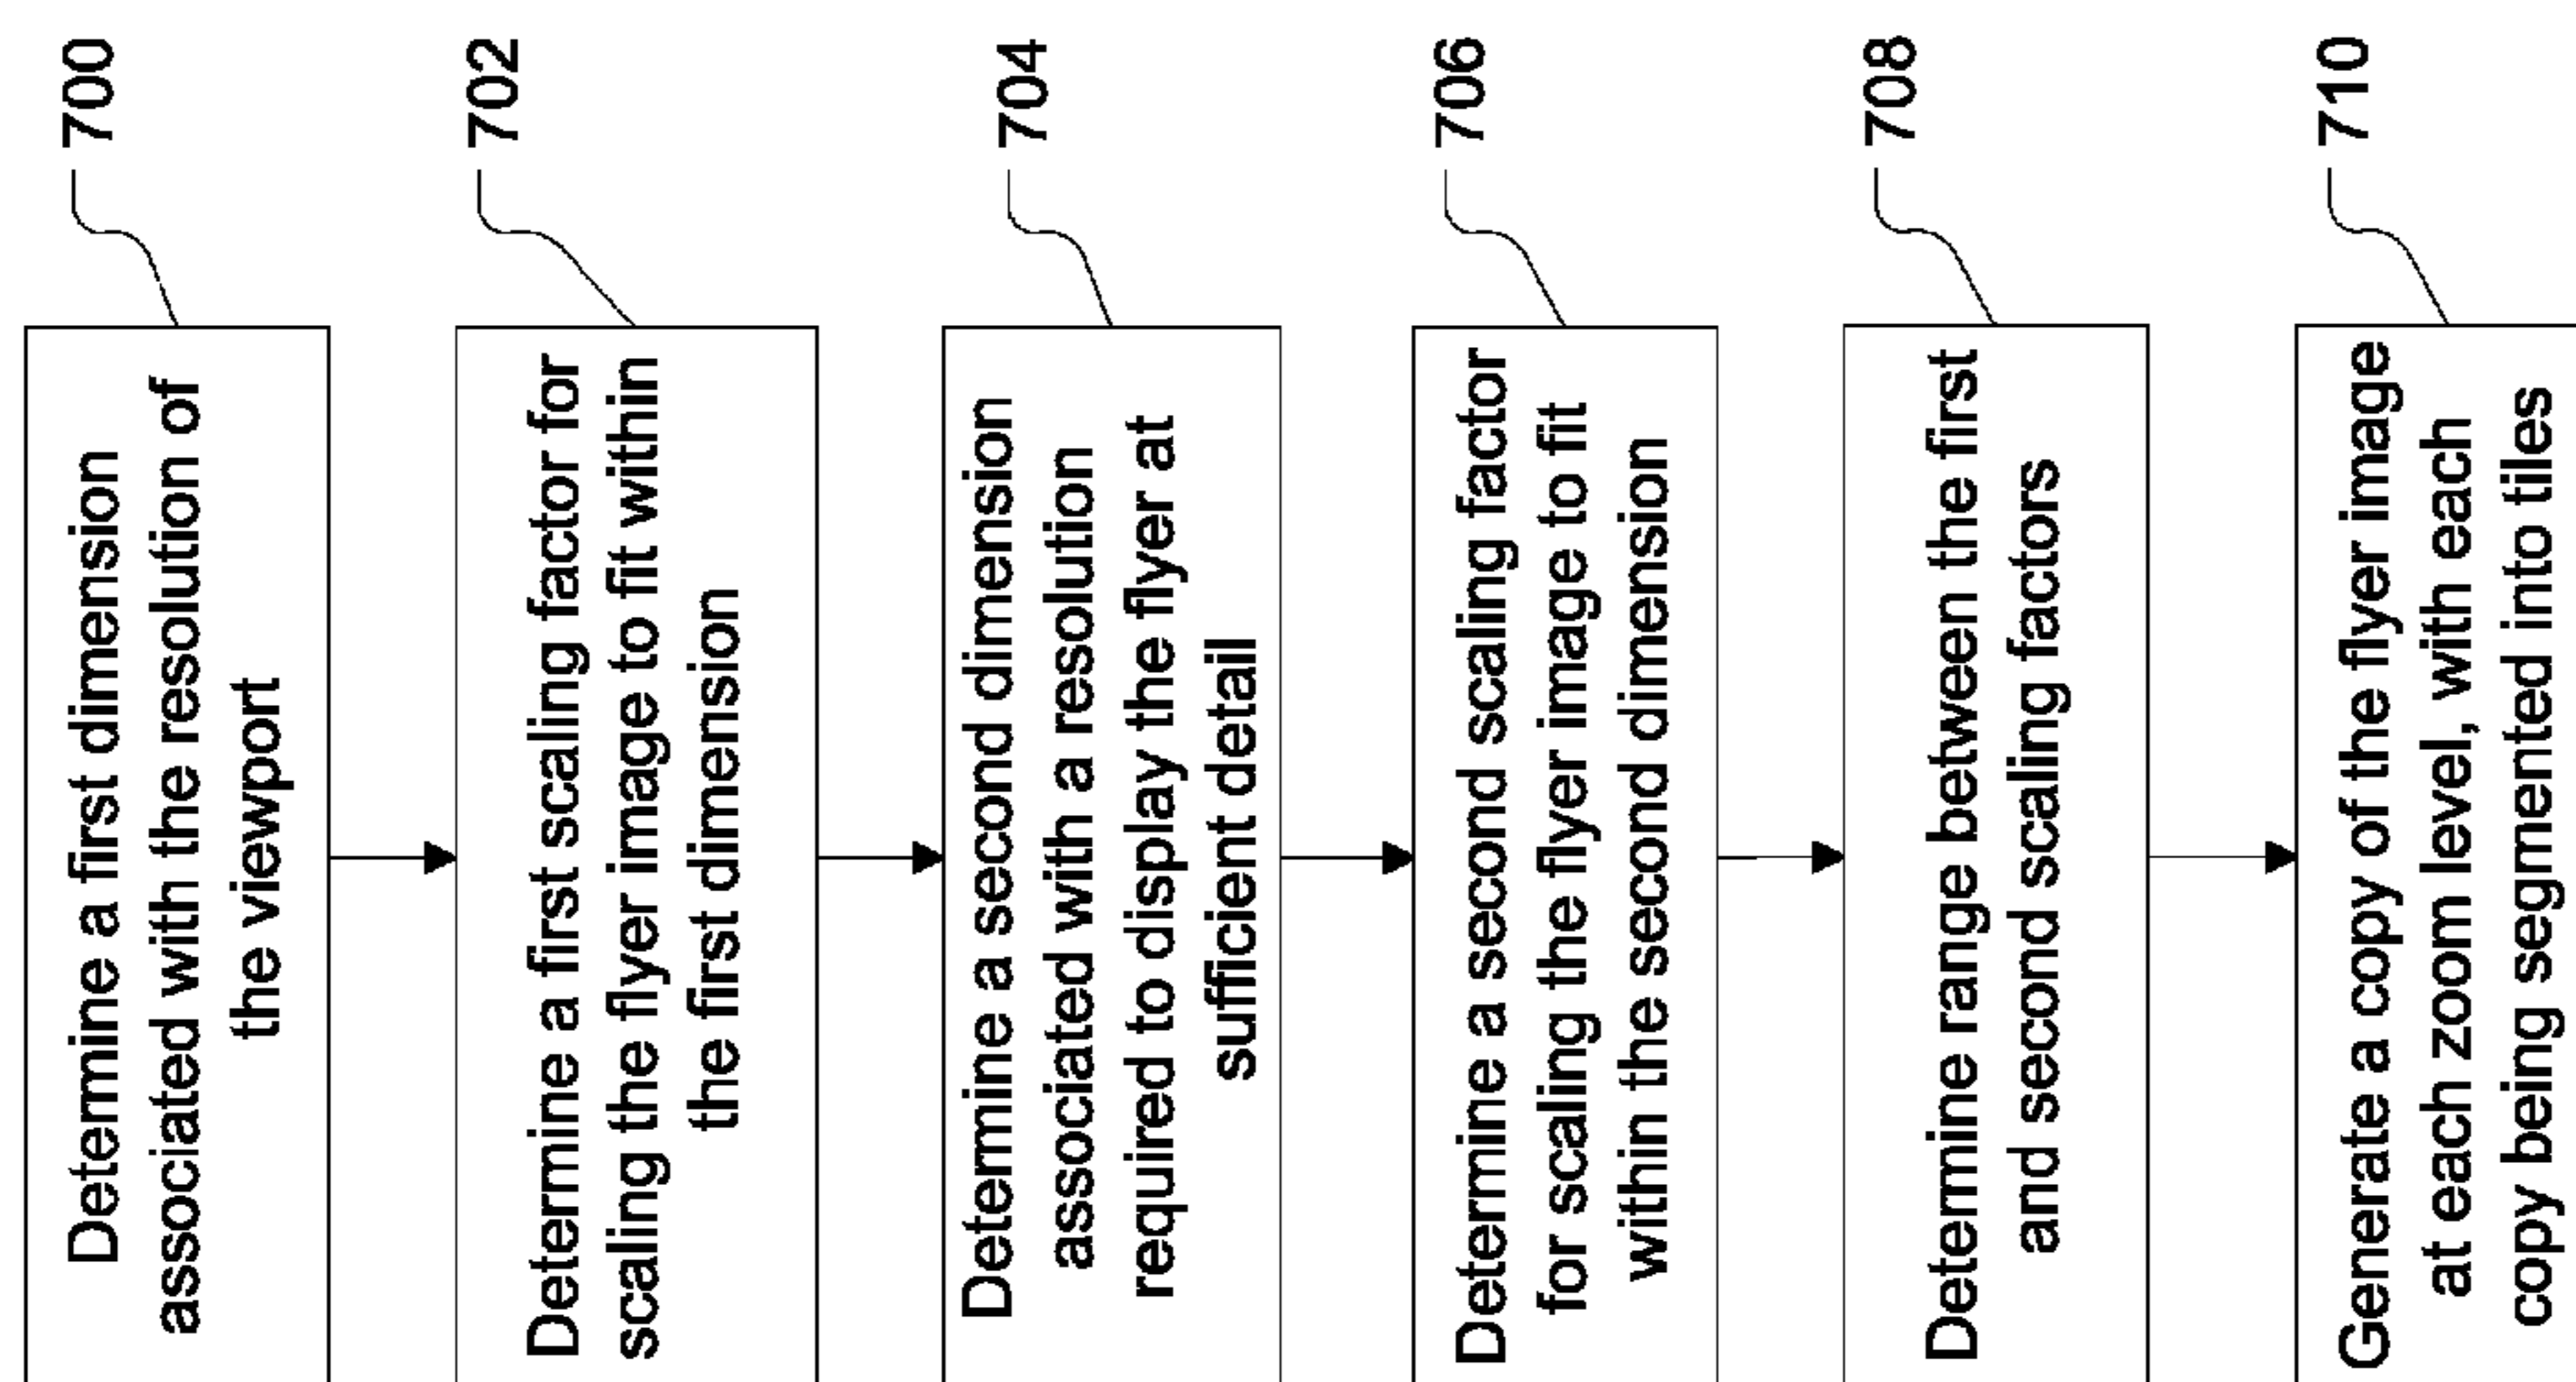 700
Determine a first dimension
associated with the resolution of
the viewport
702
Determine a first scaling factor for
scaling the flyer image to fit within
the first dimension
704
Determine a second dimension
associated with a resolution
required to display the flyer at
sufficient detail
706
Determine a second scaling factor
for scaling the flyer image to fit
within the second dimension
708
Determine range between the first
and second scaling factors
710
Generate a copy of the flyer image
at each zoom level, with each
copy being segmented into tiles